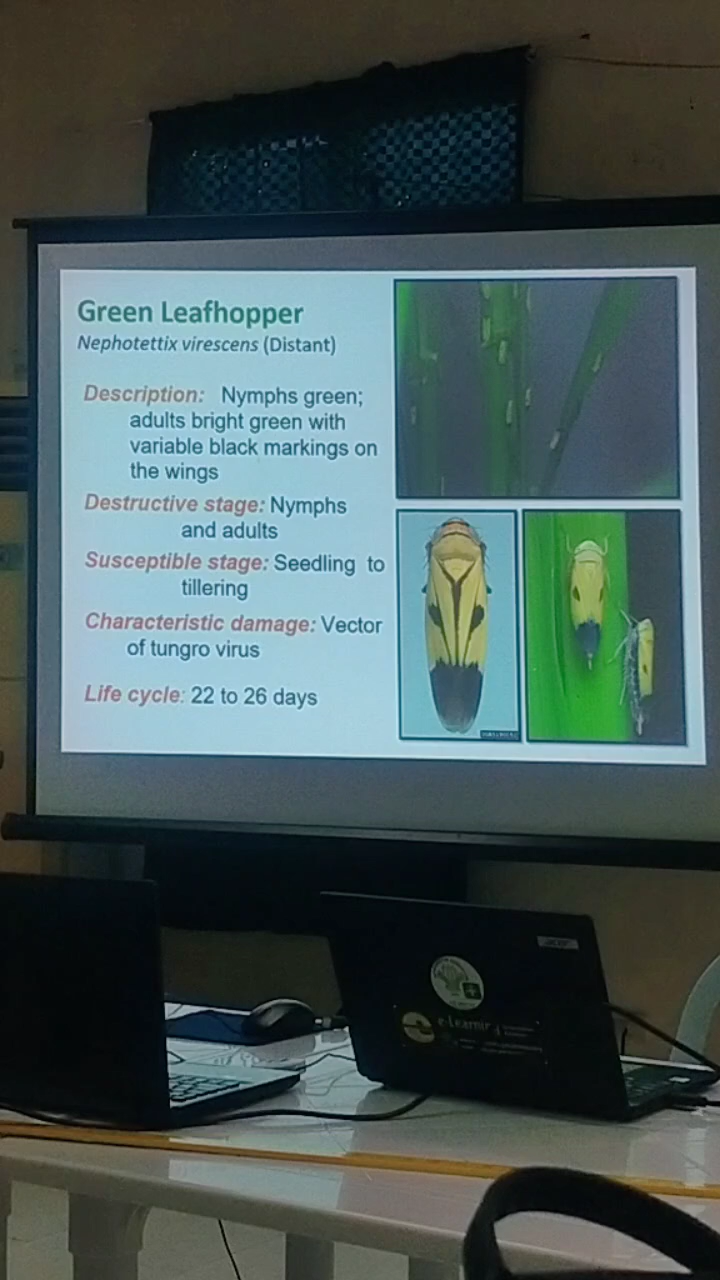 Green Leafhopper
Nephotettix virescens (Distant)
Description: Nymphs green;
adults bright green with
variable black markings on
the wings
Destructive stage: Nymphs
and adults
Susceptible stage: Seedling to
tillering
Characteristic damage: Vector
of tungro virus
Life cycle: 22 to 26 days
acer
e-Learning